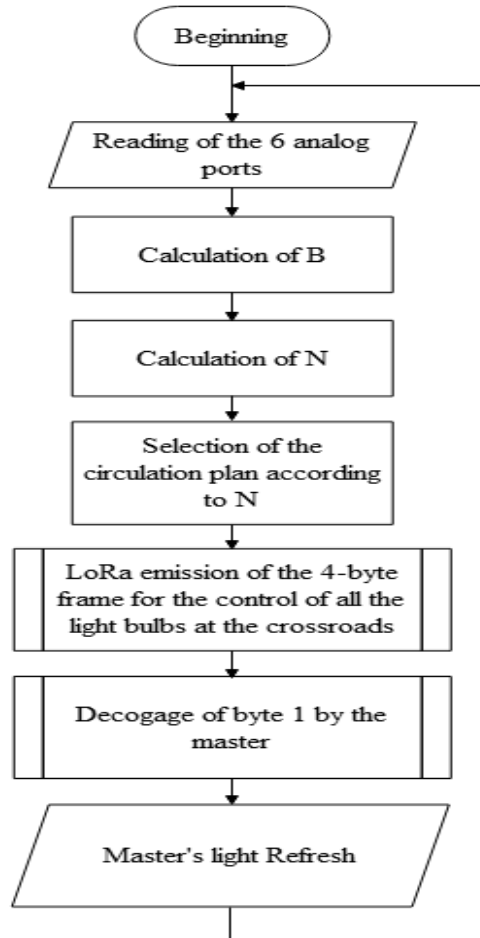 Beginning
Reading of the 6 analog
ports
Calculation of B
Calculation of N
Selection of the
circulation plan according
to N
LoRa emission of the 4-byte
frame for the control of all the
light bulbs at the crossroads
Decogage of byte 1 by the
master
Master's light Refresh